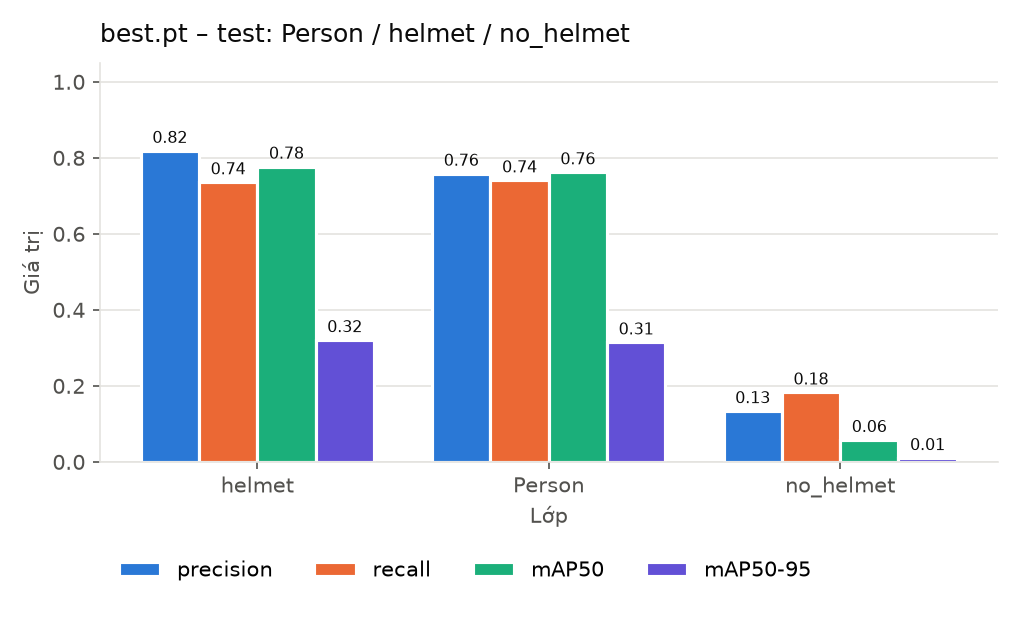 best.pt – test: Person / helmet / no_helmet
Giá trị
1.0
0.8
0.6
0.4
0.2
0.0
0.82
0.74
0.78
0.32
0.76
0.74
0.76
0.31
0.13
0.18
0.06
0.01
helmet
Person
no_helmet
Lớp
precision
recall
mAP50
mAP50-95